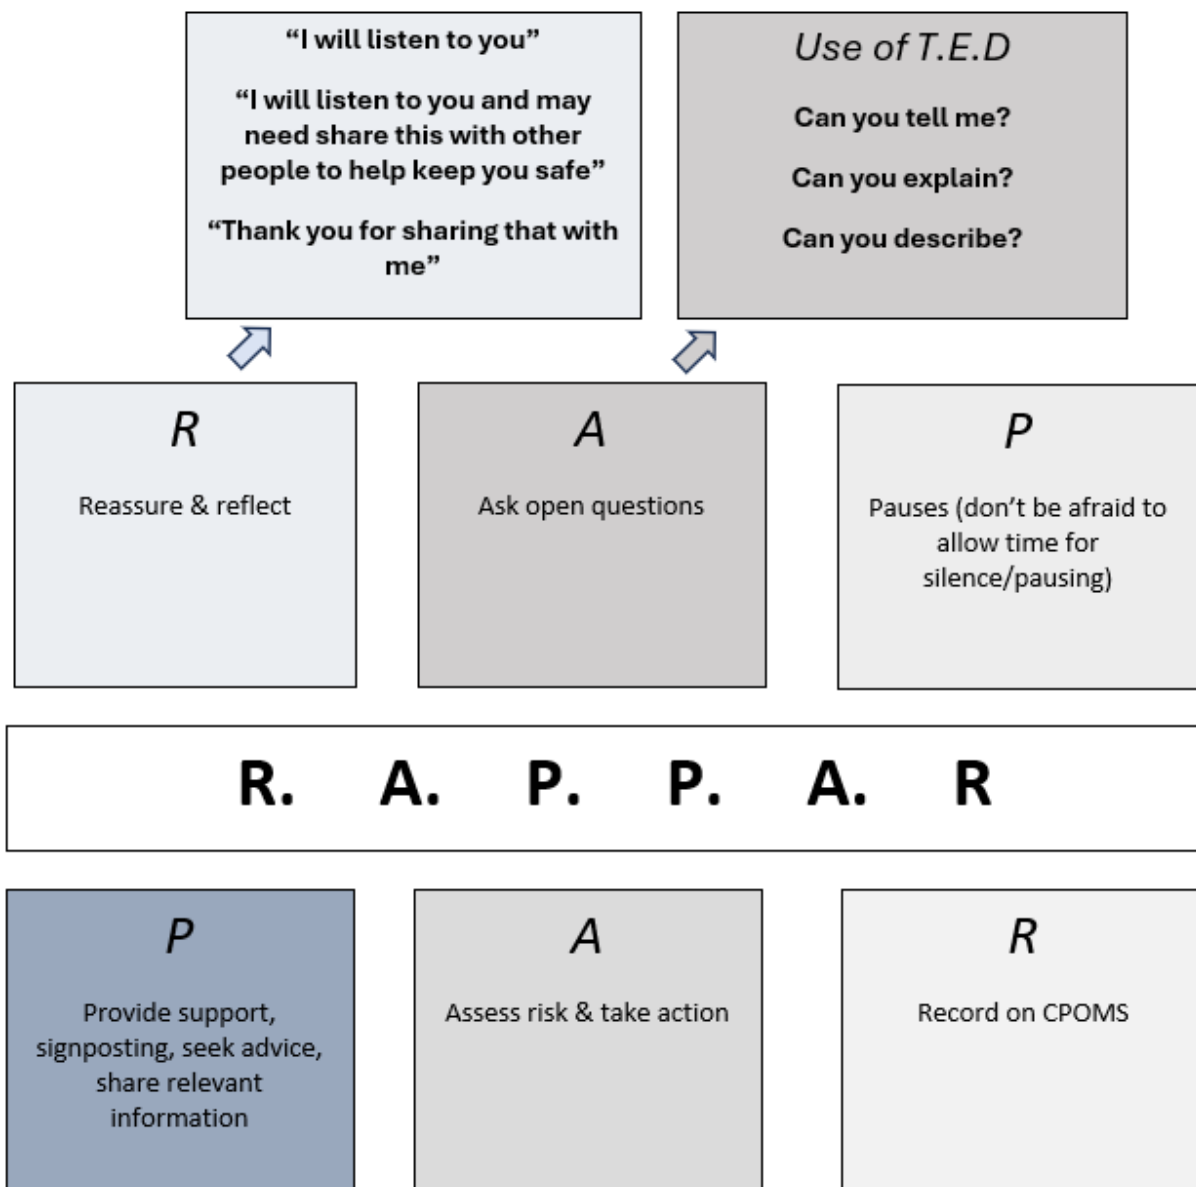 “I will listen to you”
“I will listen to you and may
need share this with other
people to help keep you safe”
“Thank you for sharing that with
me”
Use of T.E.D
Can you tell me?
Can you explain?
Can you describe?
R
Reassure & reflect
A
Ask open questions
P
Pauses (don’t be afraid to
allow time for
silence/pausing)
R. A. P. P. A. R
P
Provide support,
signposting, seek advice,
share relevant
information
A
Assess risk & take action
R
Record on CPOMS